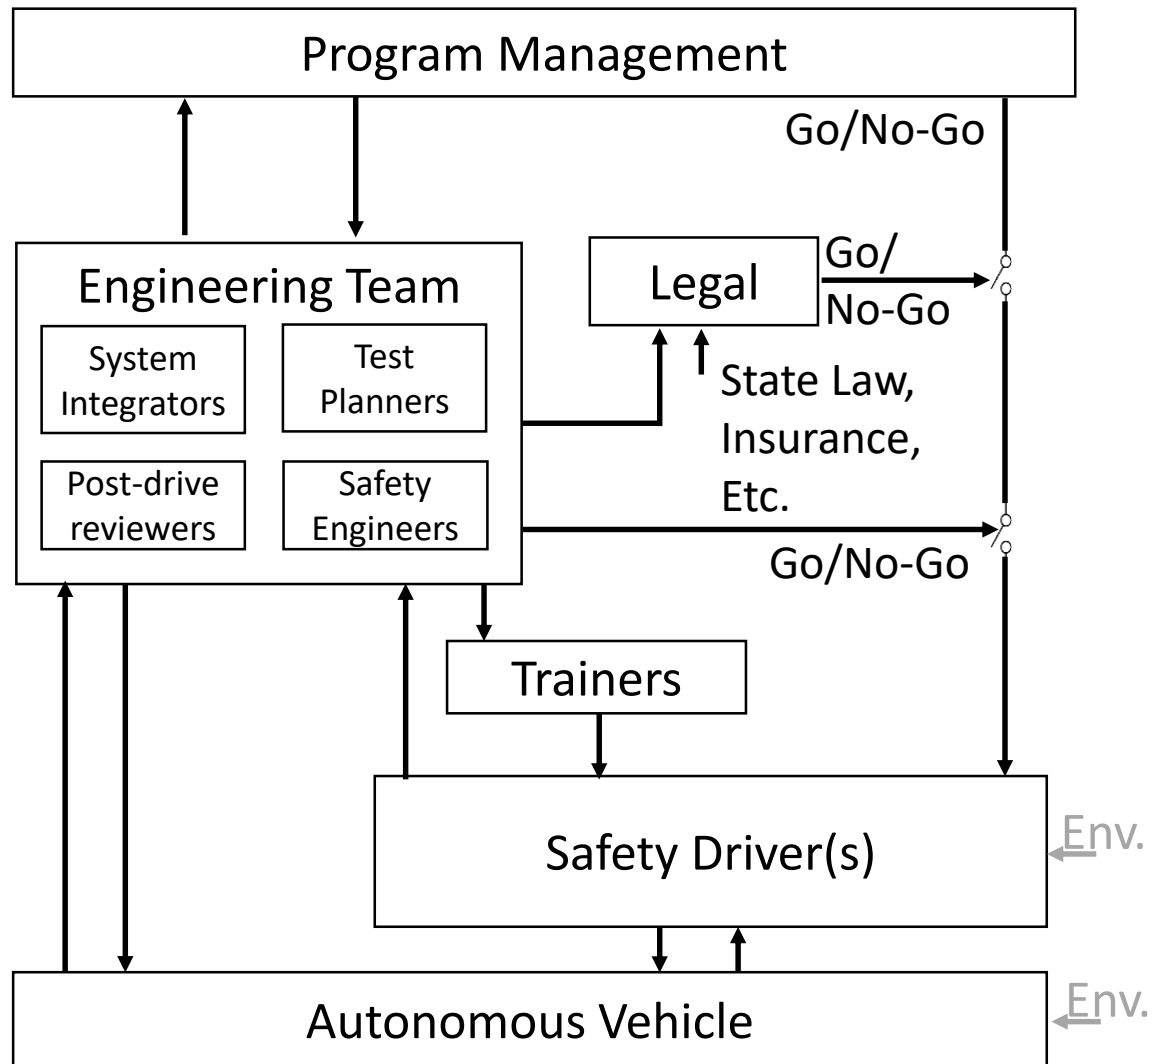 Program Management
Go/No-Go
Engineering Team
System
Integrators
Test
Planners
Post-drive
reviewers
Safety
Engineers
Legal
Go/
No-Go
State Law,
Insurance,
Etc.
Go/No-Go
Trainers
Safety Driver(s)
Env.
Autonomous Vehicle
Env.